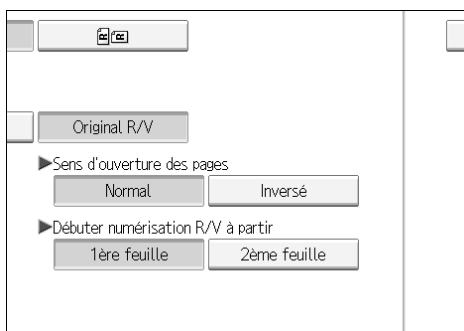 Original R/V
▶Sens d'ouverture des pages
Normal Inversé
▶Débuter numérisation R/V à partir
1ère feuille 2ème feuille